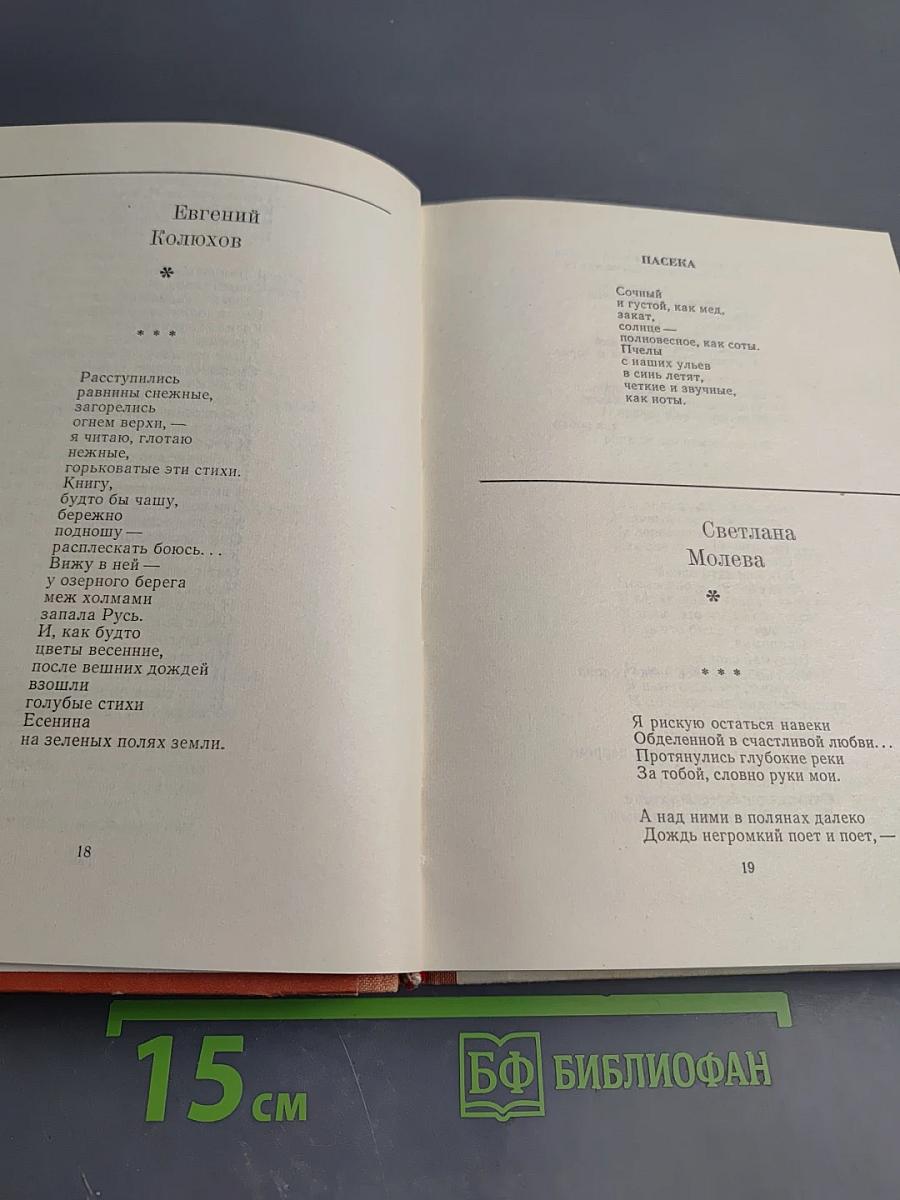 Евгений
Колюхов
*
* * *
Расступились
равнины снежные,
загорелись
огнем верхи, —
я читаю, глотаю
нежные,
горьковатые эти стихи.
Книгу,
будто бы чашу,
бережно
подношу —
расплескать боюсь...
Вижу в ней —
у озерного берега
меж холмами
запала Русь.
И, как будто
цветы весенние,
после вешних дождей
взошли
голубые стихи
Есенина
на зеленых полях земли.
18
ПАСЕКА
Сочный
и густой, как мед,
закат,
солнце —
полновесное, как соты.
Пчелы
с наших ульев
в синь летят,
четкие и звучные,
как ноты.
Светлана
Молева
*
* * *
Я рискую остаться навеки
Обделенной в счастливой любви...
Протянулись глубокие реки
За тобой, словно руки мои.
А над ними в полянах далеко
Дождь негромкий поет и поет, —
19
15 см
БФ БИБЛИОФАН